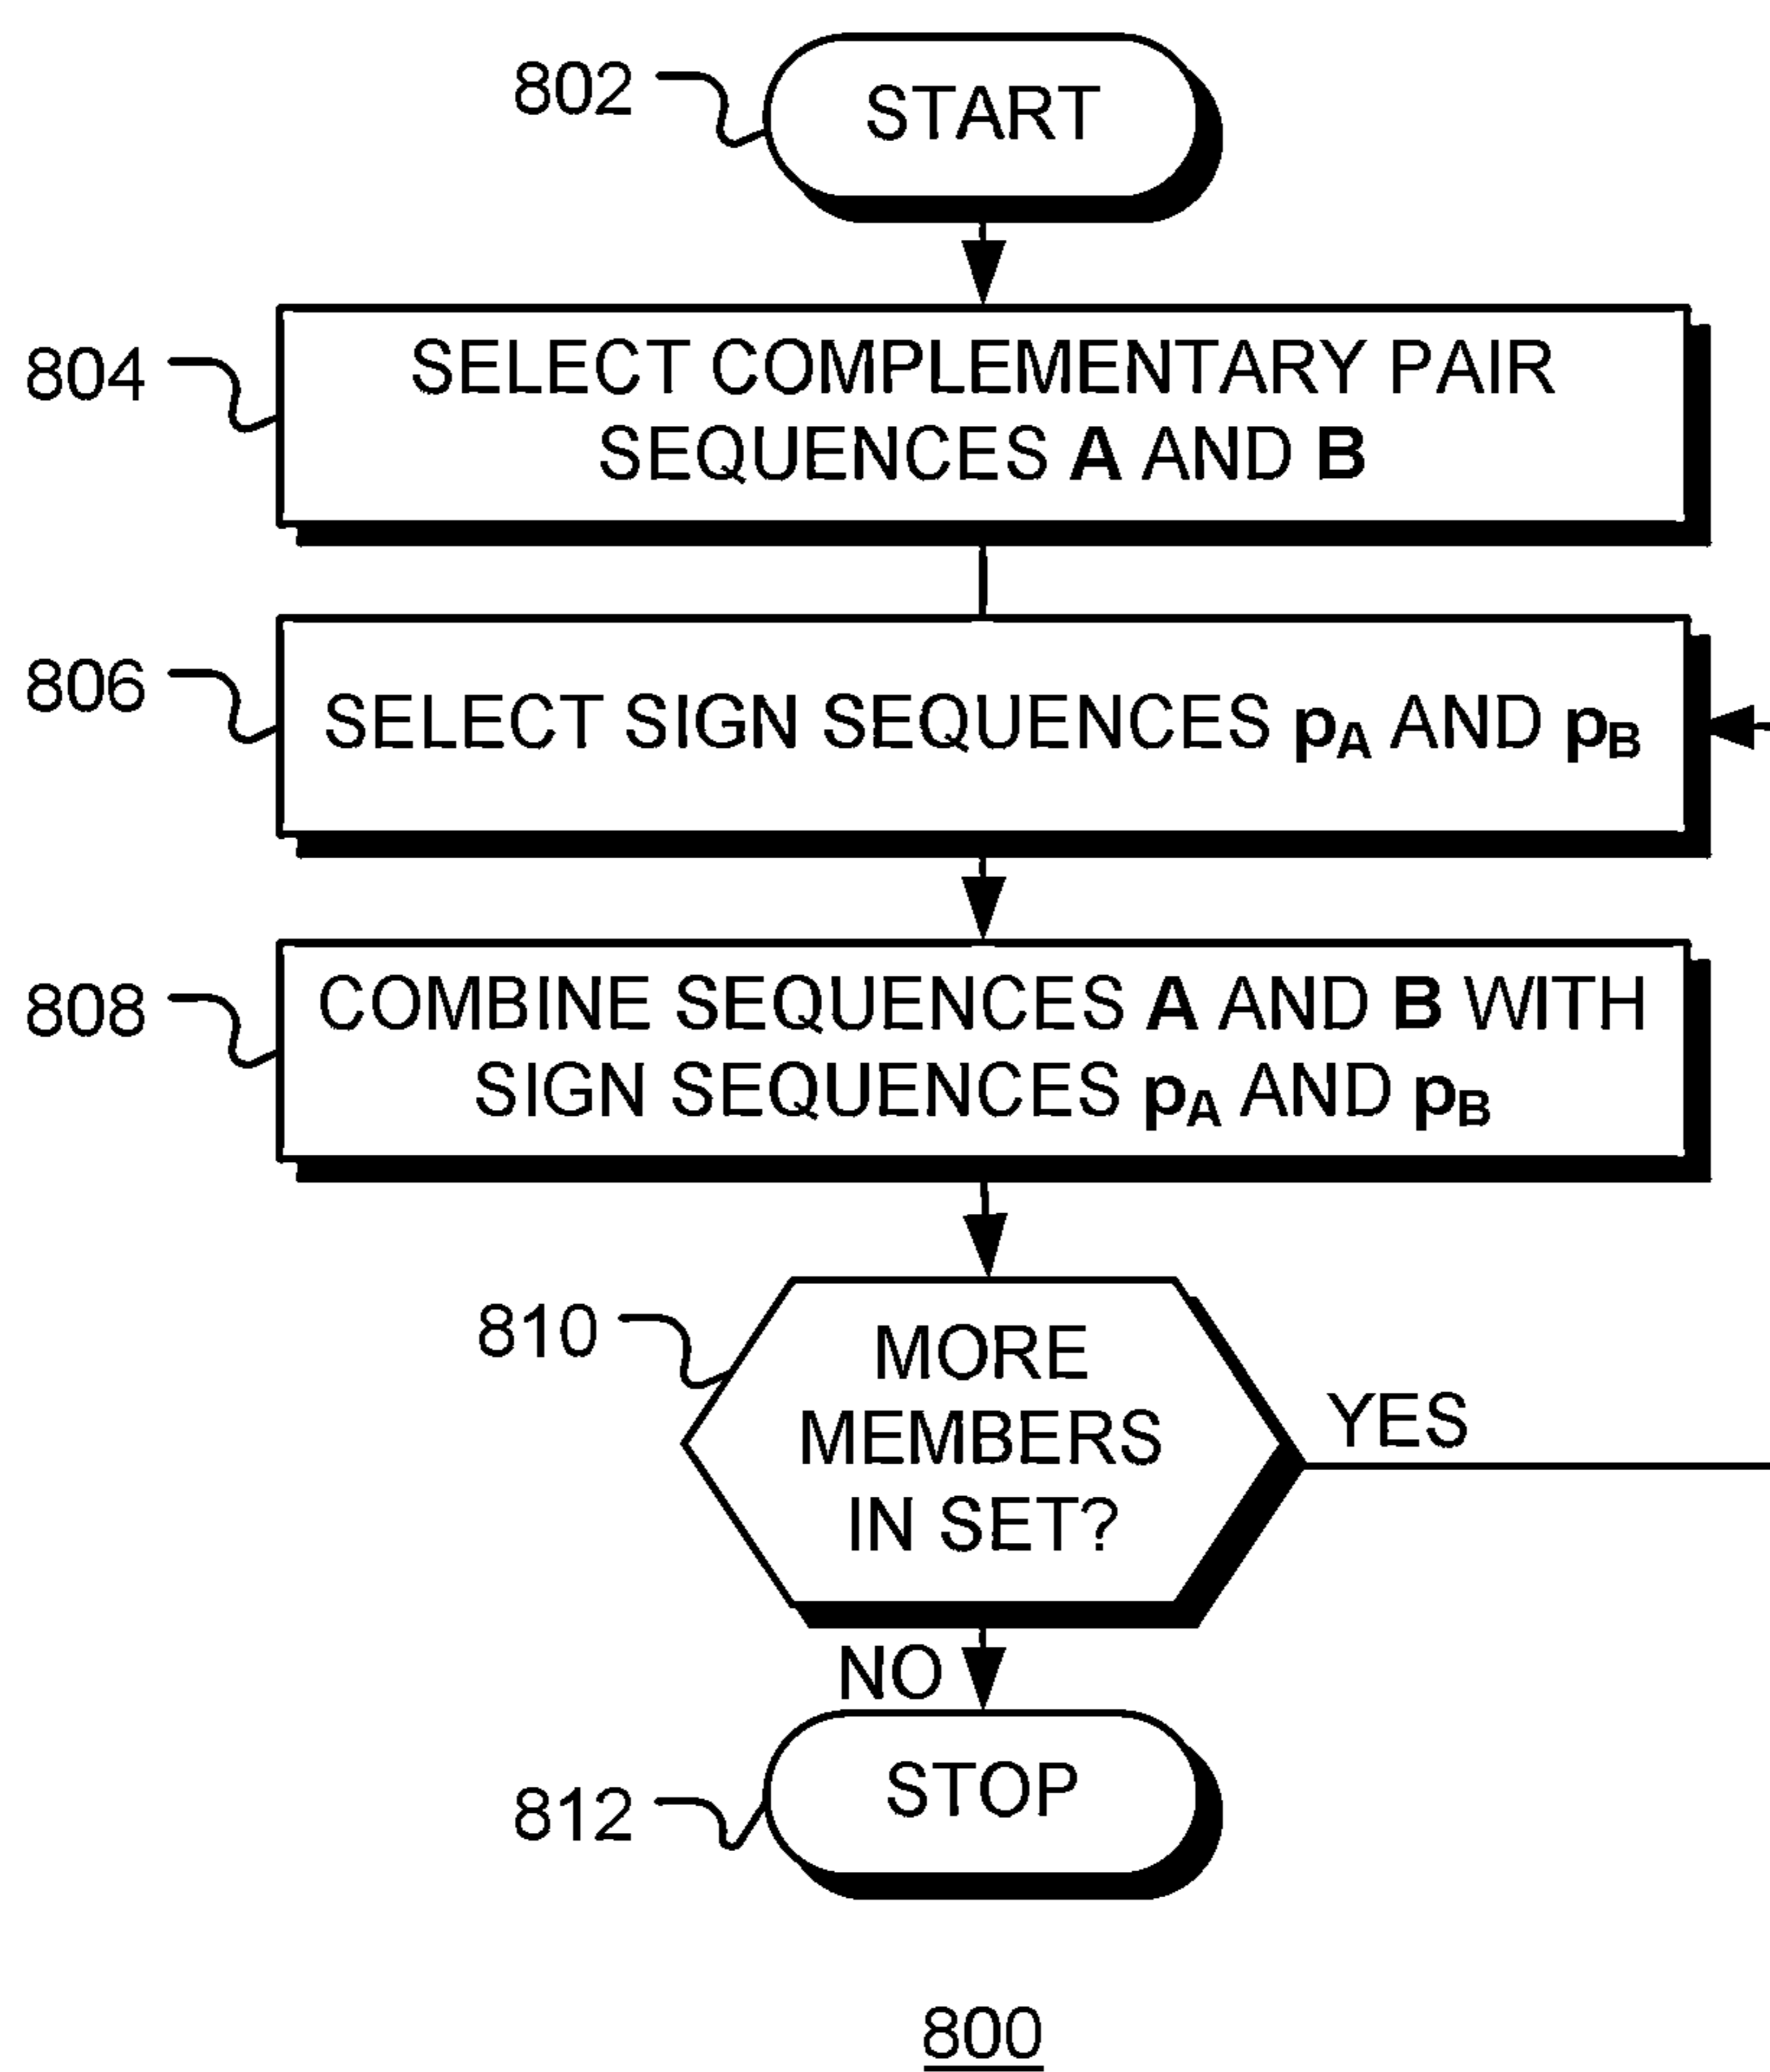 802
START
804
SELECT COMPLEMENTARY PAIR
SEQUENCES A AND B
806
SELECT SIGN SEQUENCES pA AND pB
808
COMBINE SEQUENCES A AND B WITH
SIGN SEQUENCES pA AND pB
810
MORE
MEMBERS
IN SET?
YES
NO
812
STOP
800